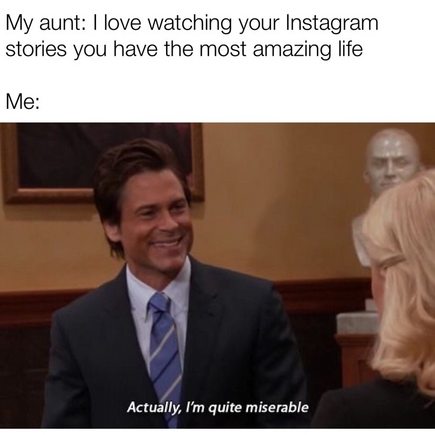 My aunt: I love watching your Instagram
stories you have the most amazing life
Me:
Actually, I'm quite miserable